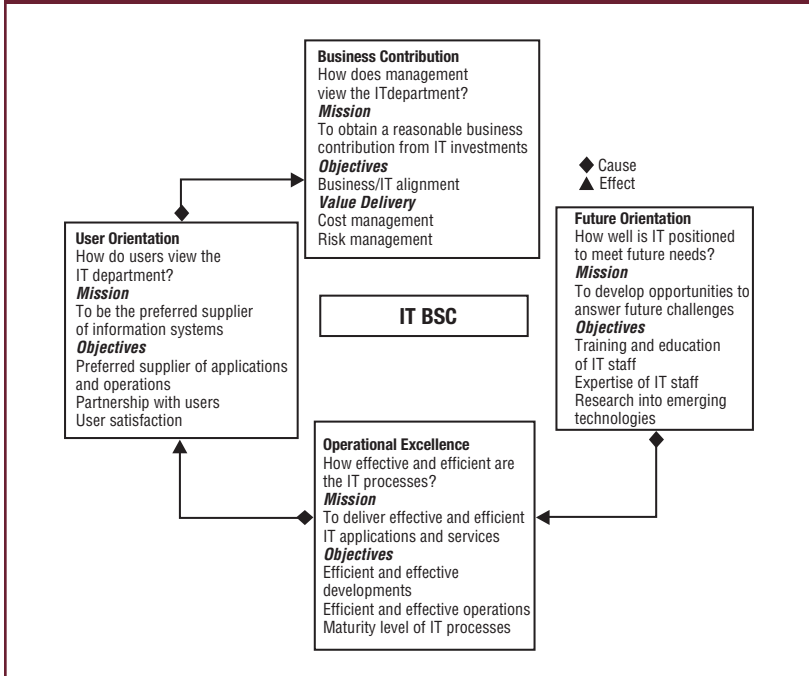 Business Contribution
How does management
view the ITdepartment?
Mission
To obtain a reasonable business
contribution from IT investments
Objectives
Business/IT alignment
Value Delivery
Cost management
Risk management
Cause
Effect
User Orientation
How do users view the
IT department?
Mission
To be the preferred supplier
of information systems
Objectives
Preferred supplier of applications
and operations
Partnership with users
User satisfaction
IT BSC
Future Orientation
How well is IT positioned
to meet future needs?
Mission
To develop opportunities to
answer future challenges
Objectives
Training and education
of IT staff
Expertise of IT staff
Research into emerging
technologies
Operational Excellence
How effective and efficient are
the IT processes?
Mission
To deliver effective and efficient
IT applications and services
Objectives
Efficient and effective
developments
Efficient and effective operations
Maturity level of IT processes